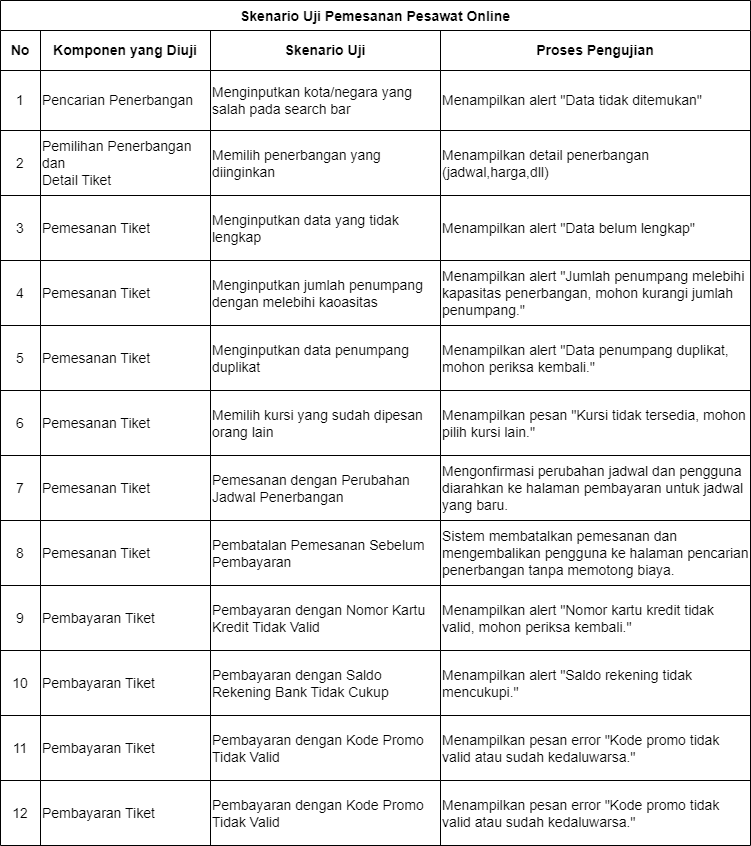 Skenario Uji Pemesanan Pesawat Online
No
Komponen yang Diuji
Skenario Uji
Proses Pengujian
1
Pencarian Penerbangan
Menginputkan kota/negara yang
salah pada search bar
Menampilkan alert "Data tidak ditemukan"
2
Pemilihan Penerbangan
dan
Detail Tiket
Memilih penerbangan yang
diinginkan
Menampilkan detail penerbangan
(jadwal,harga,dll)
3
Pemesanan Tiket
Menginputkan data yang tidak
lengkap
Menampilkan alert "Data belum lengkap"
4
Pemesanan Tiket
Menginputkan jumlah penumpang
dengan melebihi kaoasitas
Menampilkan alert "Jumlah penumpang melebihi
kapasitas penerbangan, mohon kurangi jumlah
penumpang."
5
Pemesanan Tiket
Menginputkan data penumpang
duplikat
Menampilkan alert "Data penumpang duplikat,
mohon periksa kembali."
6
Pemesanan Tiket
Memilih kursi yang sudah dipesan
orang lain
Menampilkan pesan "Kursi tidak tersedia, mohon
pilih kursi lain."
7
Pemesanan Tiket
Pemesanan dengan Perubahan
Jadwal Penerbangan
Mengonfirmasi perubahan jadwal dan pengguna
diarahkan ke halaman pembayaran untuk jadwal
yang baru.
8
Pemesanan Tiket
Pembatalan Pemesanan Sebelum
Pembayaran
Sistem membatalkan pemesanan dan
mengembalikan pengguna ke halaman pencarian
penerbangan tanpa memotong biaya.
9
Pembayaran Tiket
Pembayaran dengan Nomor Kartu
Kredit Tidak Valid
Menampilkan alert "Nomor kartu kredit tidak
valid, mohon periksa kembali."
10
Pembayaran Tiket
Pembayaran dengan Saldo
Rekening Bank Tidak Cukup
Menampilkan alert "Saldo rekening tidak
mencukupi."
11
Pembayaran Tiket
Pembayaran dengan Kode Promo
Tidak Valid
Menampilkan pesan error "Kode promo tidak
valid atau sudah kedaluwarsa."
12
Pembayaran Tiket
Pembayaran dengan Kode Promo
Tidak Valid
Menampilkan pesan error "Kode promo tidak
valid atau sudah kedaluwarsa."